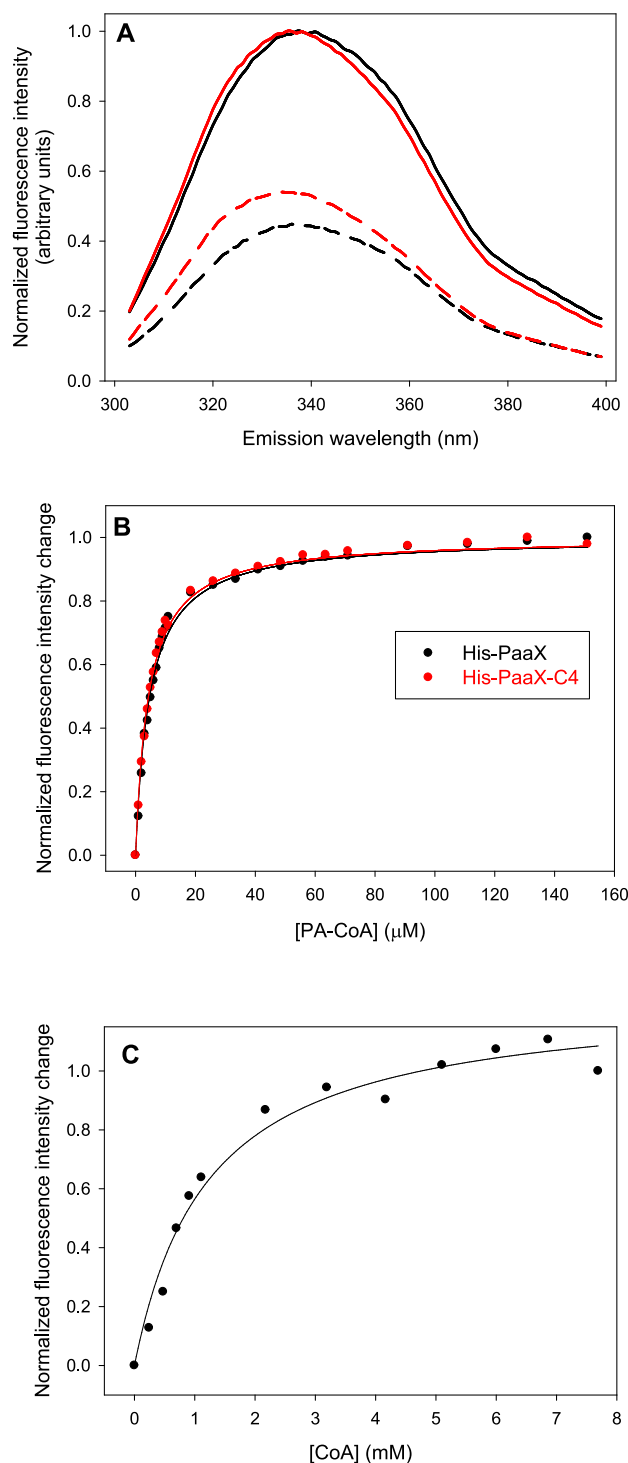 A
Normalized fluorescence intensity
(arbitrary units)
1.0
0.8
0.6
0.4
0.2
0.0
300 320 340 360 380 400
Emission wavelength (nm)
B
Normalized fluorescence intensity change
1.0
0.8
0.6
0.4
0.2
0.0
His-PaaX
His-PaaX-C4
0 20 40 60 80 100 120 140 160
[PA-CoA] (μM)
C
Normalized fluorescence intensity change
1.0
0.8
0.6
0.4
0.2
0.0
0 1 2 3 4 5 6 7 8
[CoA] (mM)